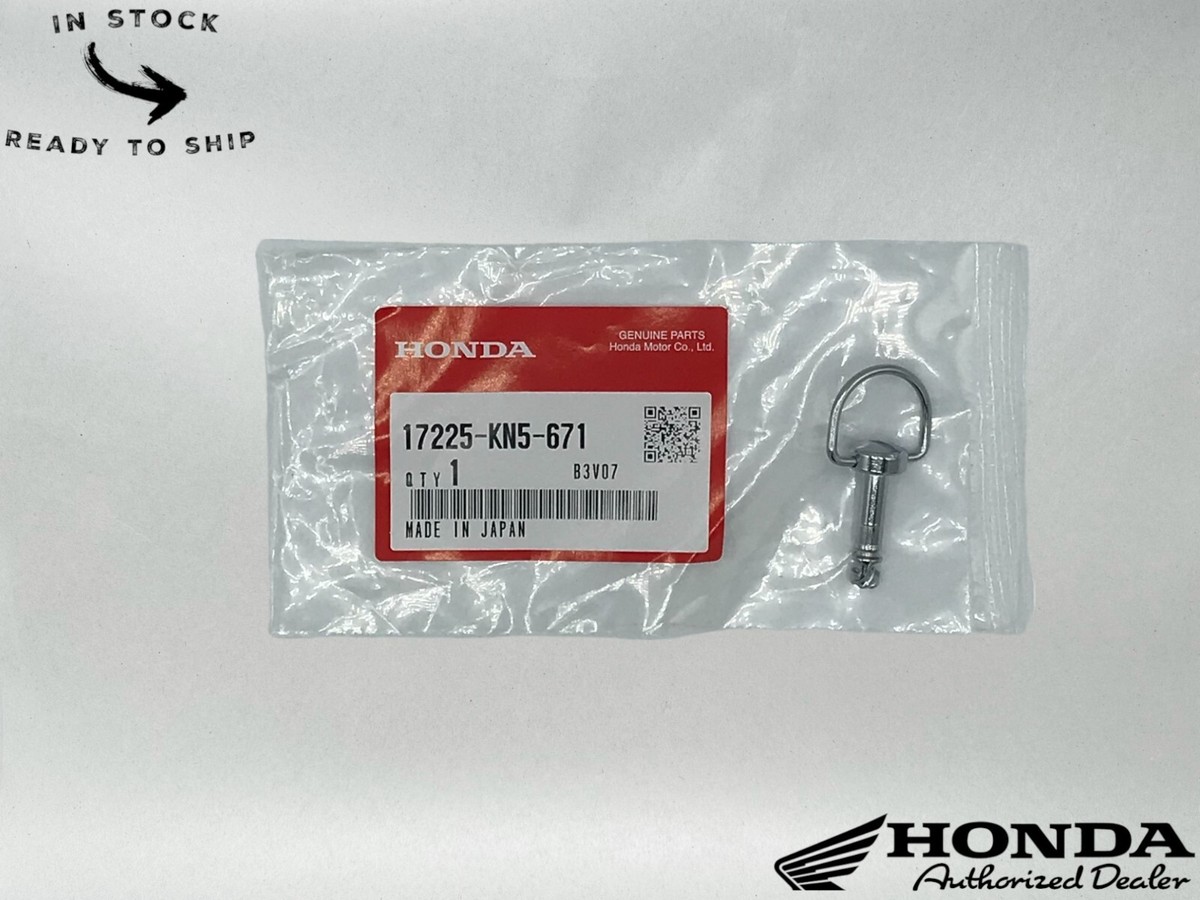 IN STOCK
READY TO SHIP
HONDA
GENUINE PARTS
Honda Motor Co., Ltd.
17225-KN5-671
QTY 1
B3V07
MADE IN JAPAN
HONDA
Authorized Dealer